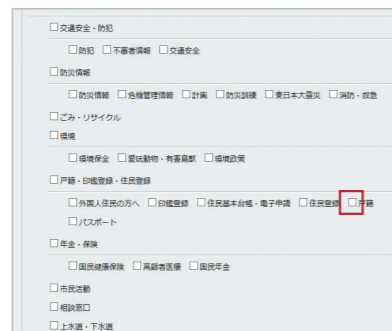 交通安全・防犯
防犯 不審者情報 交通安全
防災情報
防災情報 危機管理情報 計画 防災訓練 東日本大震災 消防・救急
ごみ・リサイクル
環境
環境保全 愛玩動物・有害鳥獣 環境政策
戸籍・印鑑登録・住民登録
外国人住民の方へ 印鑑登録 住民基本台帳・電子申請 住民登録 戸籍
パスポート
年金・保険
国民健康保険 高齢者医療 国民年金
市民活動
相談窓口
上水道・下水道